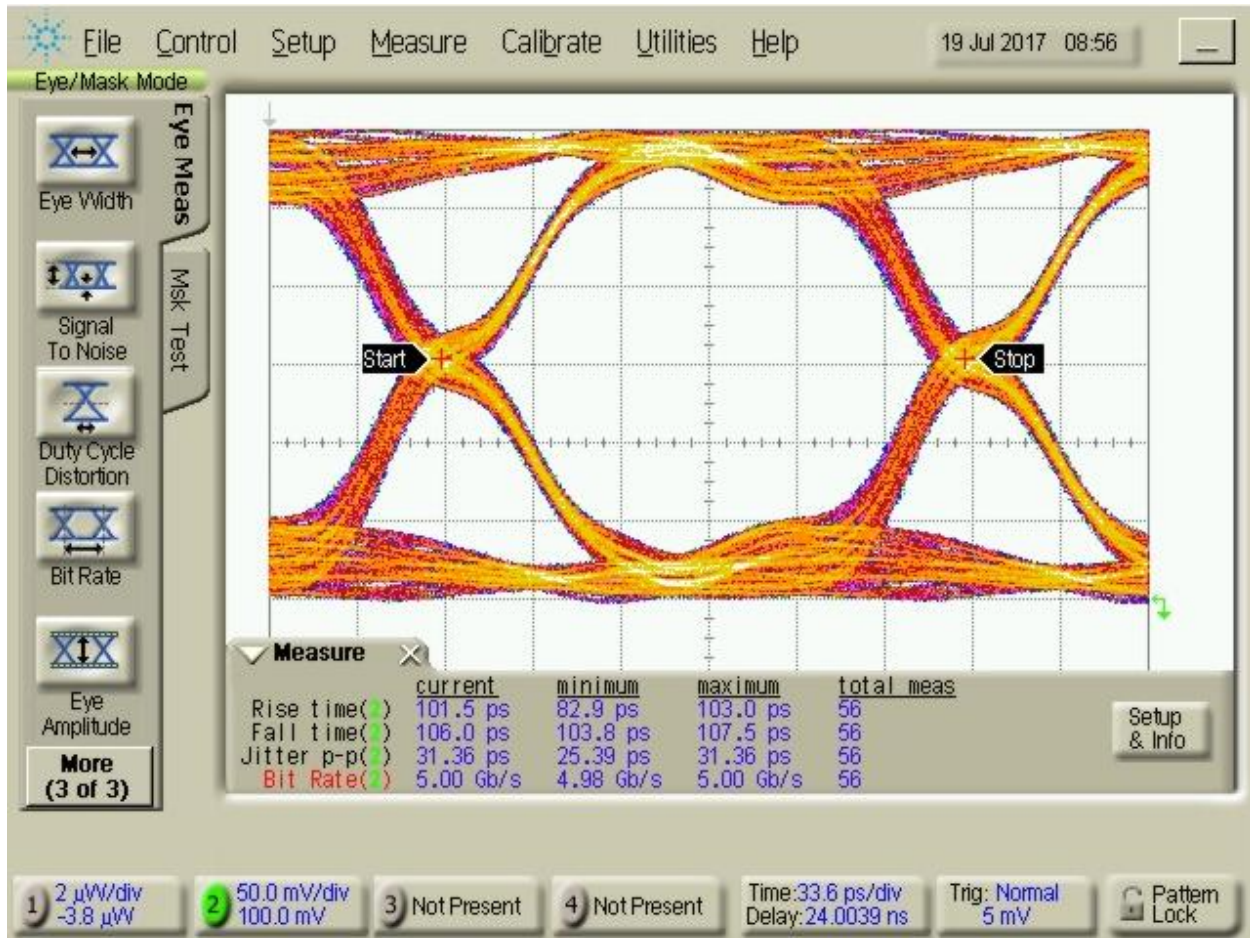 File Control Setup Measure Calibrate Utilities Help 19 Jul 2017 08:56
Eye/Mask Mode
Eye Meas
Msk Test
Eye Width
Signal
To Noise
Duty Cycle
Distortion
Bit Rate
Eye
Amplitude
More
(3 of 3)
Start
Stop
Measure
current minimum maximum total meas
Rise time(2) 101.5 ps 82.9 ps 103.0 ps 56
Fall time(2) 106.0 ps 103.8 ps 107.5 ps 56
Jitter p-p(2) 31.36 ps 25.39 ps 31.36 ps 56
Bit Rate(2) 5.00 Gb/s 4.98 Gb/s 5.00 Gb/s 56
Setup
& Info
1) 2 µW/div
-3.8 µW
2) 50.0 mV/div
100.0 mV
3) Not Present
4) Not Present
Time:33.6 ps/div
Delay:24.0039 ns
Trig: Normal
5 mV
Pattern
Lock